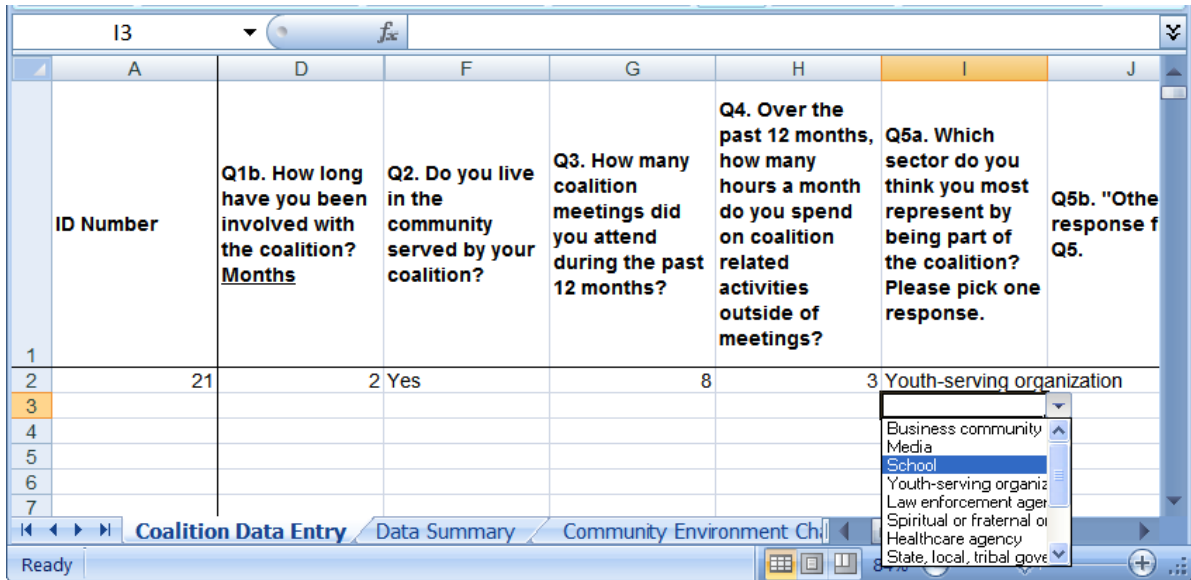 I3
fx
A D F G H I J
ID Number
Q1b. How long
have you been
involved with
the coalition?
Months
Q2. Do you live
in the
community
served by your
coalition?
Q3. How many
coalition
meetings did
you attend
during the past
12 months?
Q4. Over the
past 12 months,
how many
hours a month
do you spend
on coalition
related
activities
outside of
meetings?
Q5a. Which
sector do you
think you most
represent by
being part of
the coalition?
Please pick one
response.
Q5b. "Othe
response f
Q5.
1
2 21 2 Yes 8 3 Youth-serving organization
3
4
5
6
7
Business community
Media
School
Youth-serving organiz
Law enforcement ager
Spiritual or fraternal o
Healthcare agency
State, local, tribal gove
Coalition Data Entry Data Summary Community Environment Cha
Ready